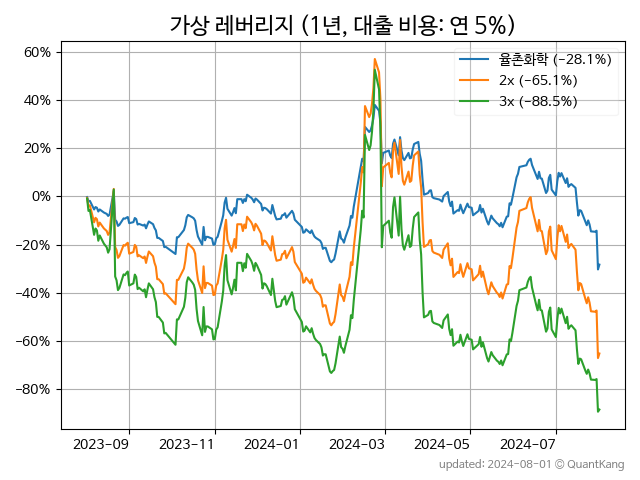 가상 레버리지 (1년, 대출 비용: 연 5%)
60%
40%
20%
0%
−20%
−40%
−60%
−80%
율촌화학 (-28.1%)
2x (-65.1%)
3x (-88.5%)
2023-09
2023-11
2024-01
2024-03
2024-05
2024-07
updated: 2024-08-01 © QuantKang